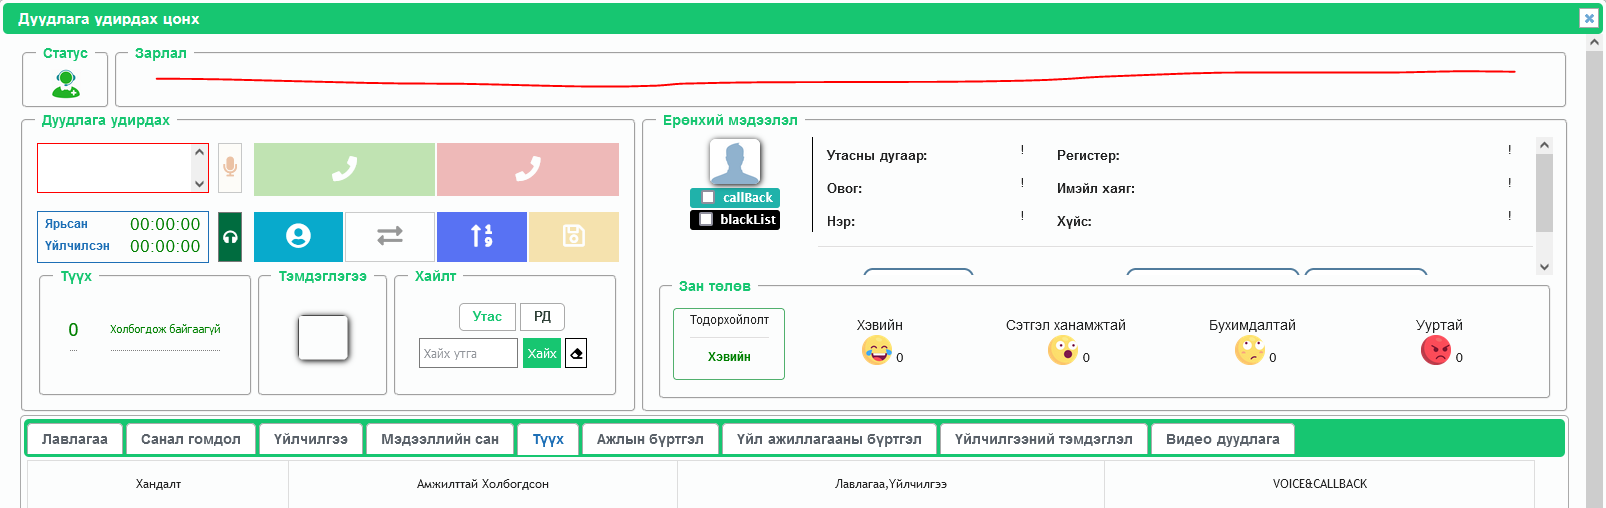 Дуудлага удирдах цонх
Статус
Зарлал
Дуудлага удирдах
Ярьсан 00:00:00
Үйлчилсэн 00:00:00
Түүх
0 Холбогдож байгаагүй
Тэмдэглэгээ
Хайлт
Утас РД
Хайх утга Хайх
Ерөнхий мэдээлэл
callBack
blackList
Утасны дугаар: ! Регистер: !
Овог: ! Имэйл хаяг: !
Нэр: ! Хүйс: !
Зан төлөв
Тодорхойлолт
Хэвийн
Хэвийн Сэтгэл ханамжтай Бухимдалтай Ууртай
0 0 0 0
Лавлагаа Санал гомдол Үйлчилгээ Мэдээллийн сан Түүх Ажлын бүртгэл Үйл ажиллагааны бүртгэл Үйлчилгээний тэмдэглэл Видео дуудлага
Хандалт Амжилттай Холбогдсон Лавлагаа,Үйлчилгээ VOICE&CALLBACK